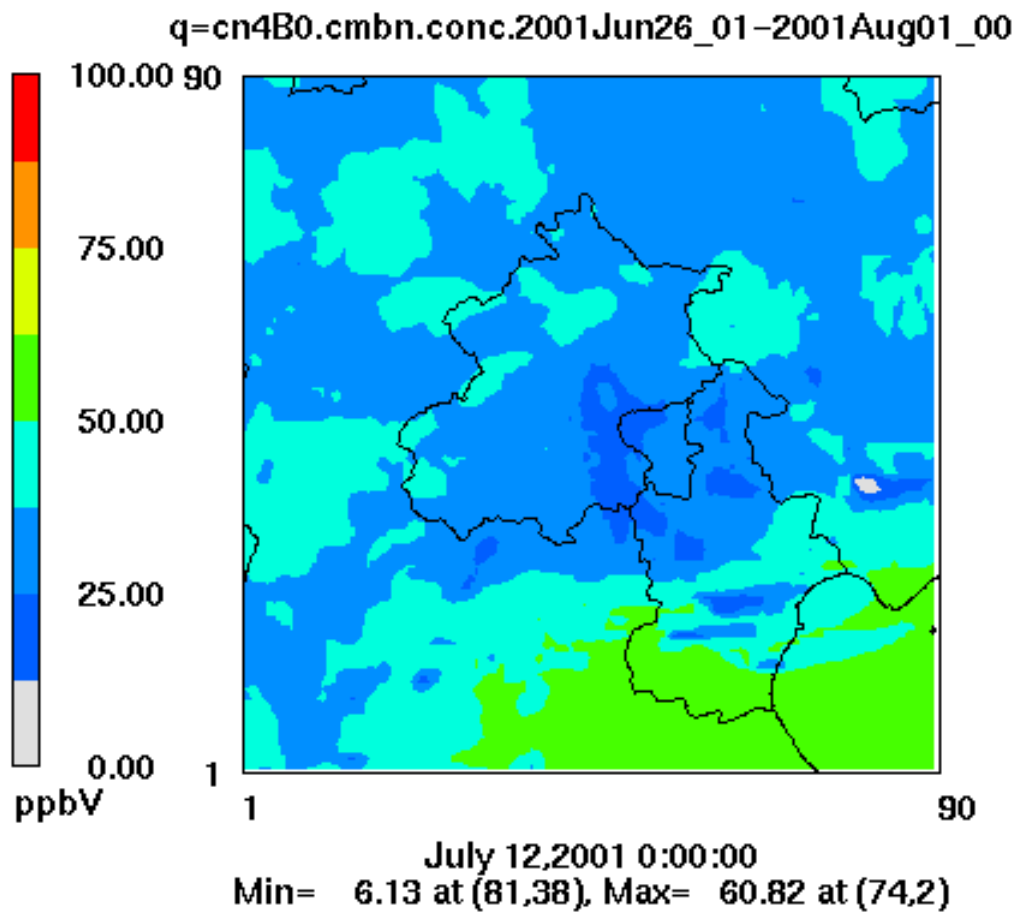 q=cn4B0.cmbn.conc.2001Jun26_01-2001Aug01_00
100.00
90
75.00
50.00
25.00
0.00
1
ppbV
1
90
July 12,2001 0:00:00
Min= 6.13 at (81,38), Max= 60.82 at (74,2)